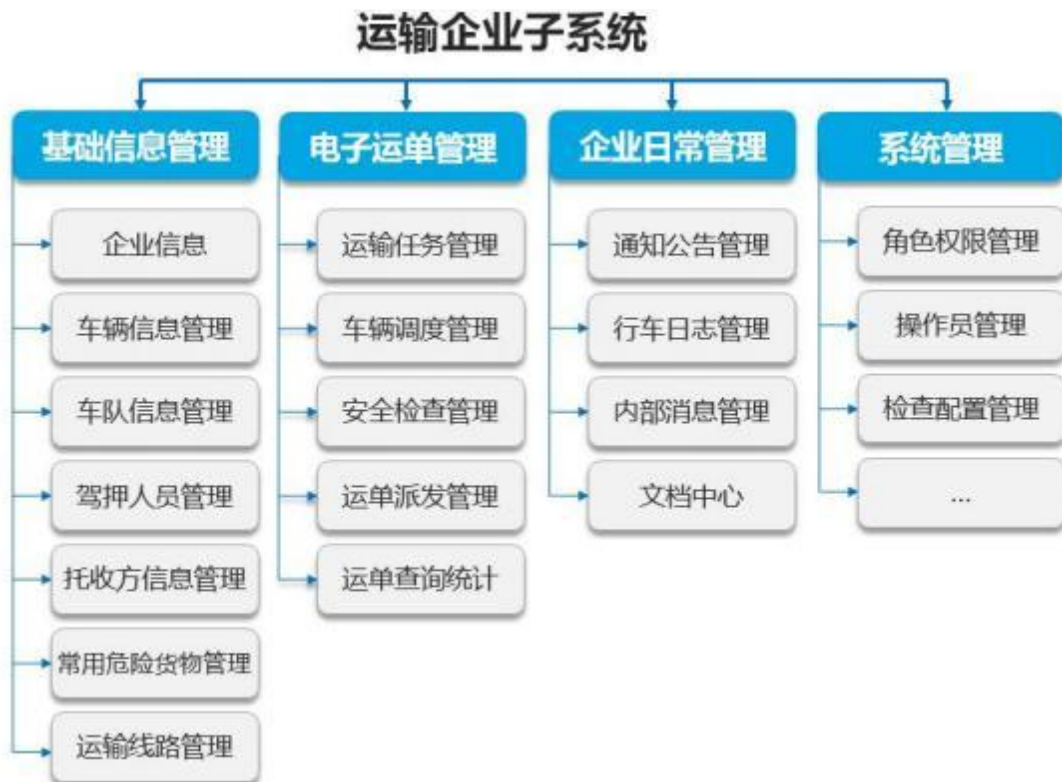 运输企业子系统
基础信息管理
企业信息
车辆信息管理
车队信息管理
驾押人员管理
托收方信息管理
常用危险货物管理
运输线路管理
电子运单管理
运输任务管理
车辆调度管理
安全检查管理
运单派发管理
运单查询统计
企业日常管理
通知公告管理
行车日志管理
内部消息管理
文档中心
系统管理
角色权限管理
操作员管理
检查配置管理
...